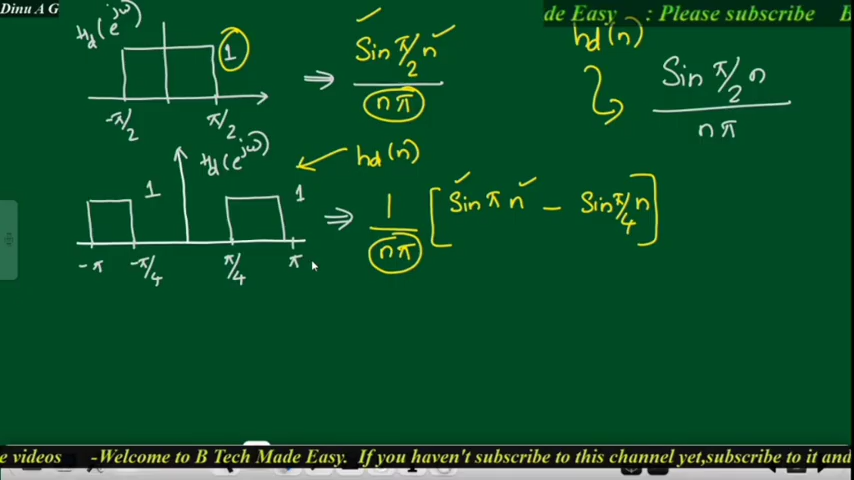 Dinu A G
de Easy : Please subscribe B
Hd(e^jω)
1
-π/2
π/2
⇒ Sin π/2 n / nπ
hd(n)
Sin π/2 n / nπ
Hd(e^jω)
hd(n)
1
1
-π
-π/4
π/4
π
⇒ 1/nπ [Sin π n - Sin π/4 n]
e videos -Welcome to B Tech Made Easy. If you haven't subscribed to this channel yet,subscribe to it and